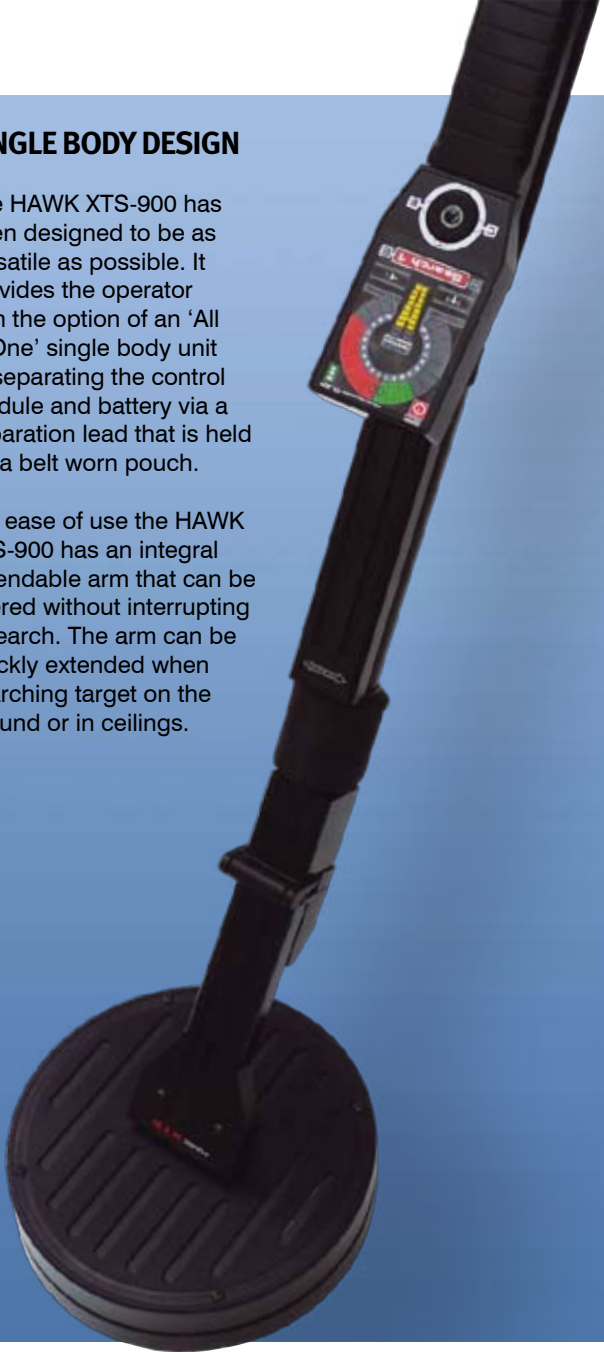 NGLE BODY DESIGN
e HAWK XTS-900 has
en designed to be as
satile as possible. It
vides the operator
h the option of an ‘All
One’ single body unit
separating the control
dule and battery via a
paration lead that is held
a belt worn pouch.
ease of use the HAWK
S-900 has an integral
endable arm that can be
ered without interrupting
earch. The arm can be
ckly extended when
arching target on the
und or in ceilings.
Search 1